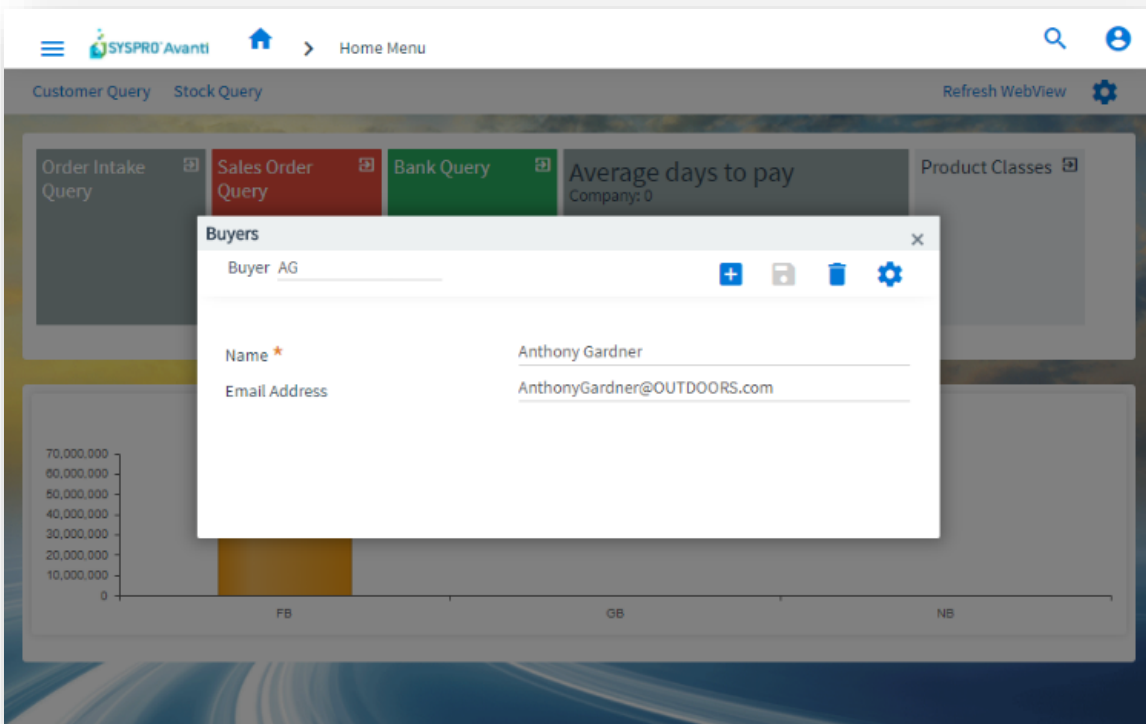 SYSPRO Avanti
Home Menu
Customer Query Stock Query Refresh WebView
Order Intake Query
Sales Order Query
Bank Query
Average days to pay
Company: 0
Product Classes
Buyers
Buyer AG
Name * Anthony Gardner
Email Address AnthonyGardner@OUTDOORS.com
70,000,000
60,000,000
50,000,000
40,000,000
30,000,000
20,000,000
10,000,000
0
FB GB NB